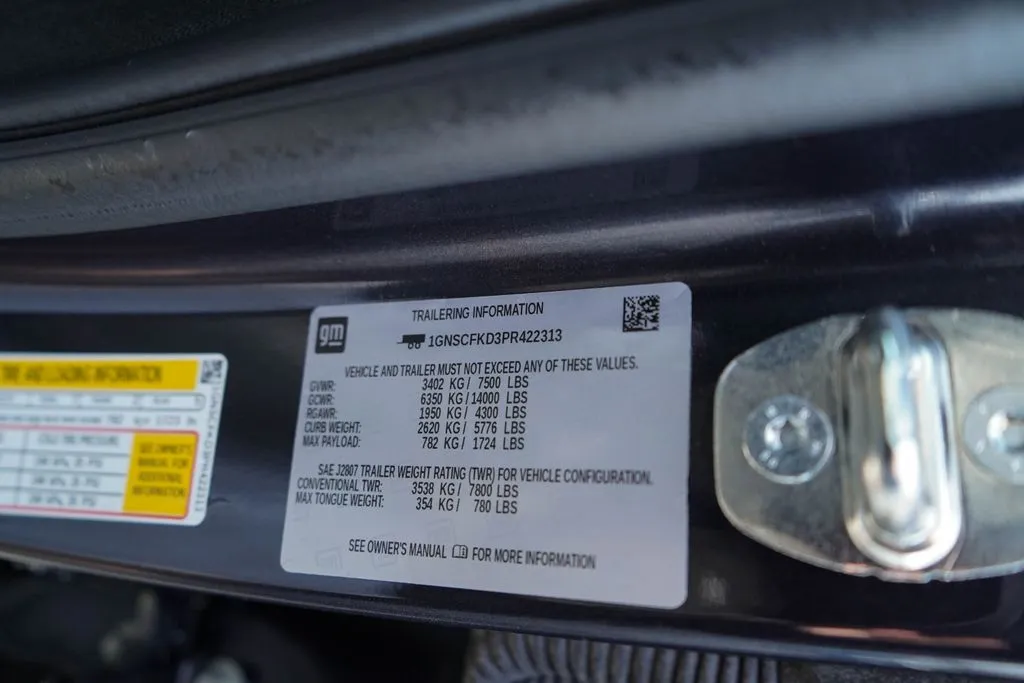 gm
TRAILERING INFORMATION
1GNSCFKD3PR422313
VEHICLE AND TRAILER MUST NOT EXCEED ANY OF THESE VALUES.
GVWR: 3402 KG / 7500 LBS
GCWR: 6350 KG / 14000 LBS
RGAWR: 1950 KG / 4300 LBS
CURB WEIGHT: 2620 KG / 5776 LBS
MAX PAYLOAD: 782 KG / 1724 LBS
SAE J2807 TRAILER WEIGHT RATING (TWR) FOR VEHICLE CONFIGURATION.
CONVENTIONAL TWR: 3538 KG / 7800 LBS
MAX TONGUE WEIGHT: 354 KG / 780 LBS
SEE OWNER'S MANUAL FOR MORE INFORMATION
TIRE AND LOADING INFORMATION
COLD TIRE PRESSURE
SEE OWNER'S
MANUAL FOR
ADDITIONAL
INFORMATION